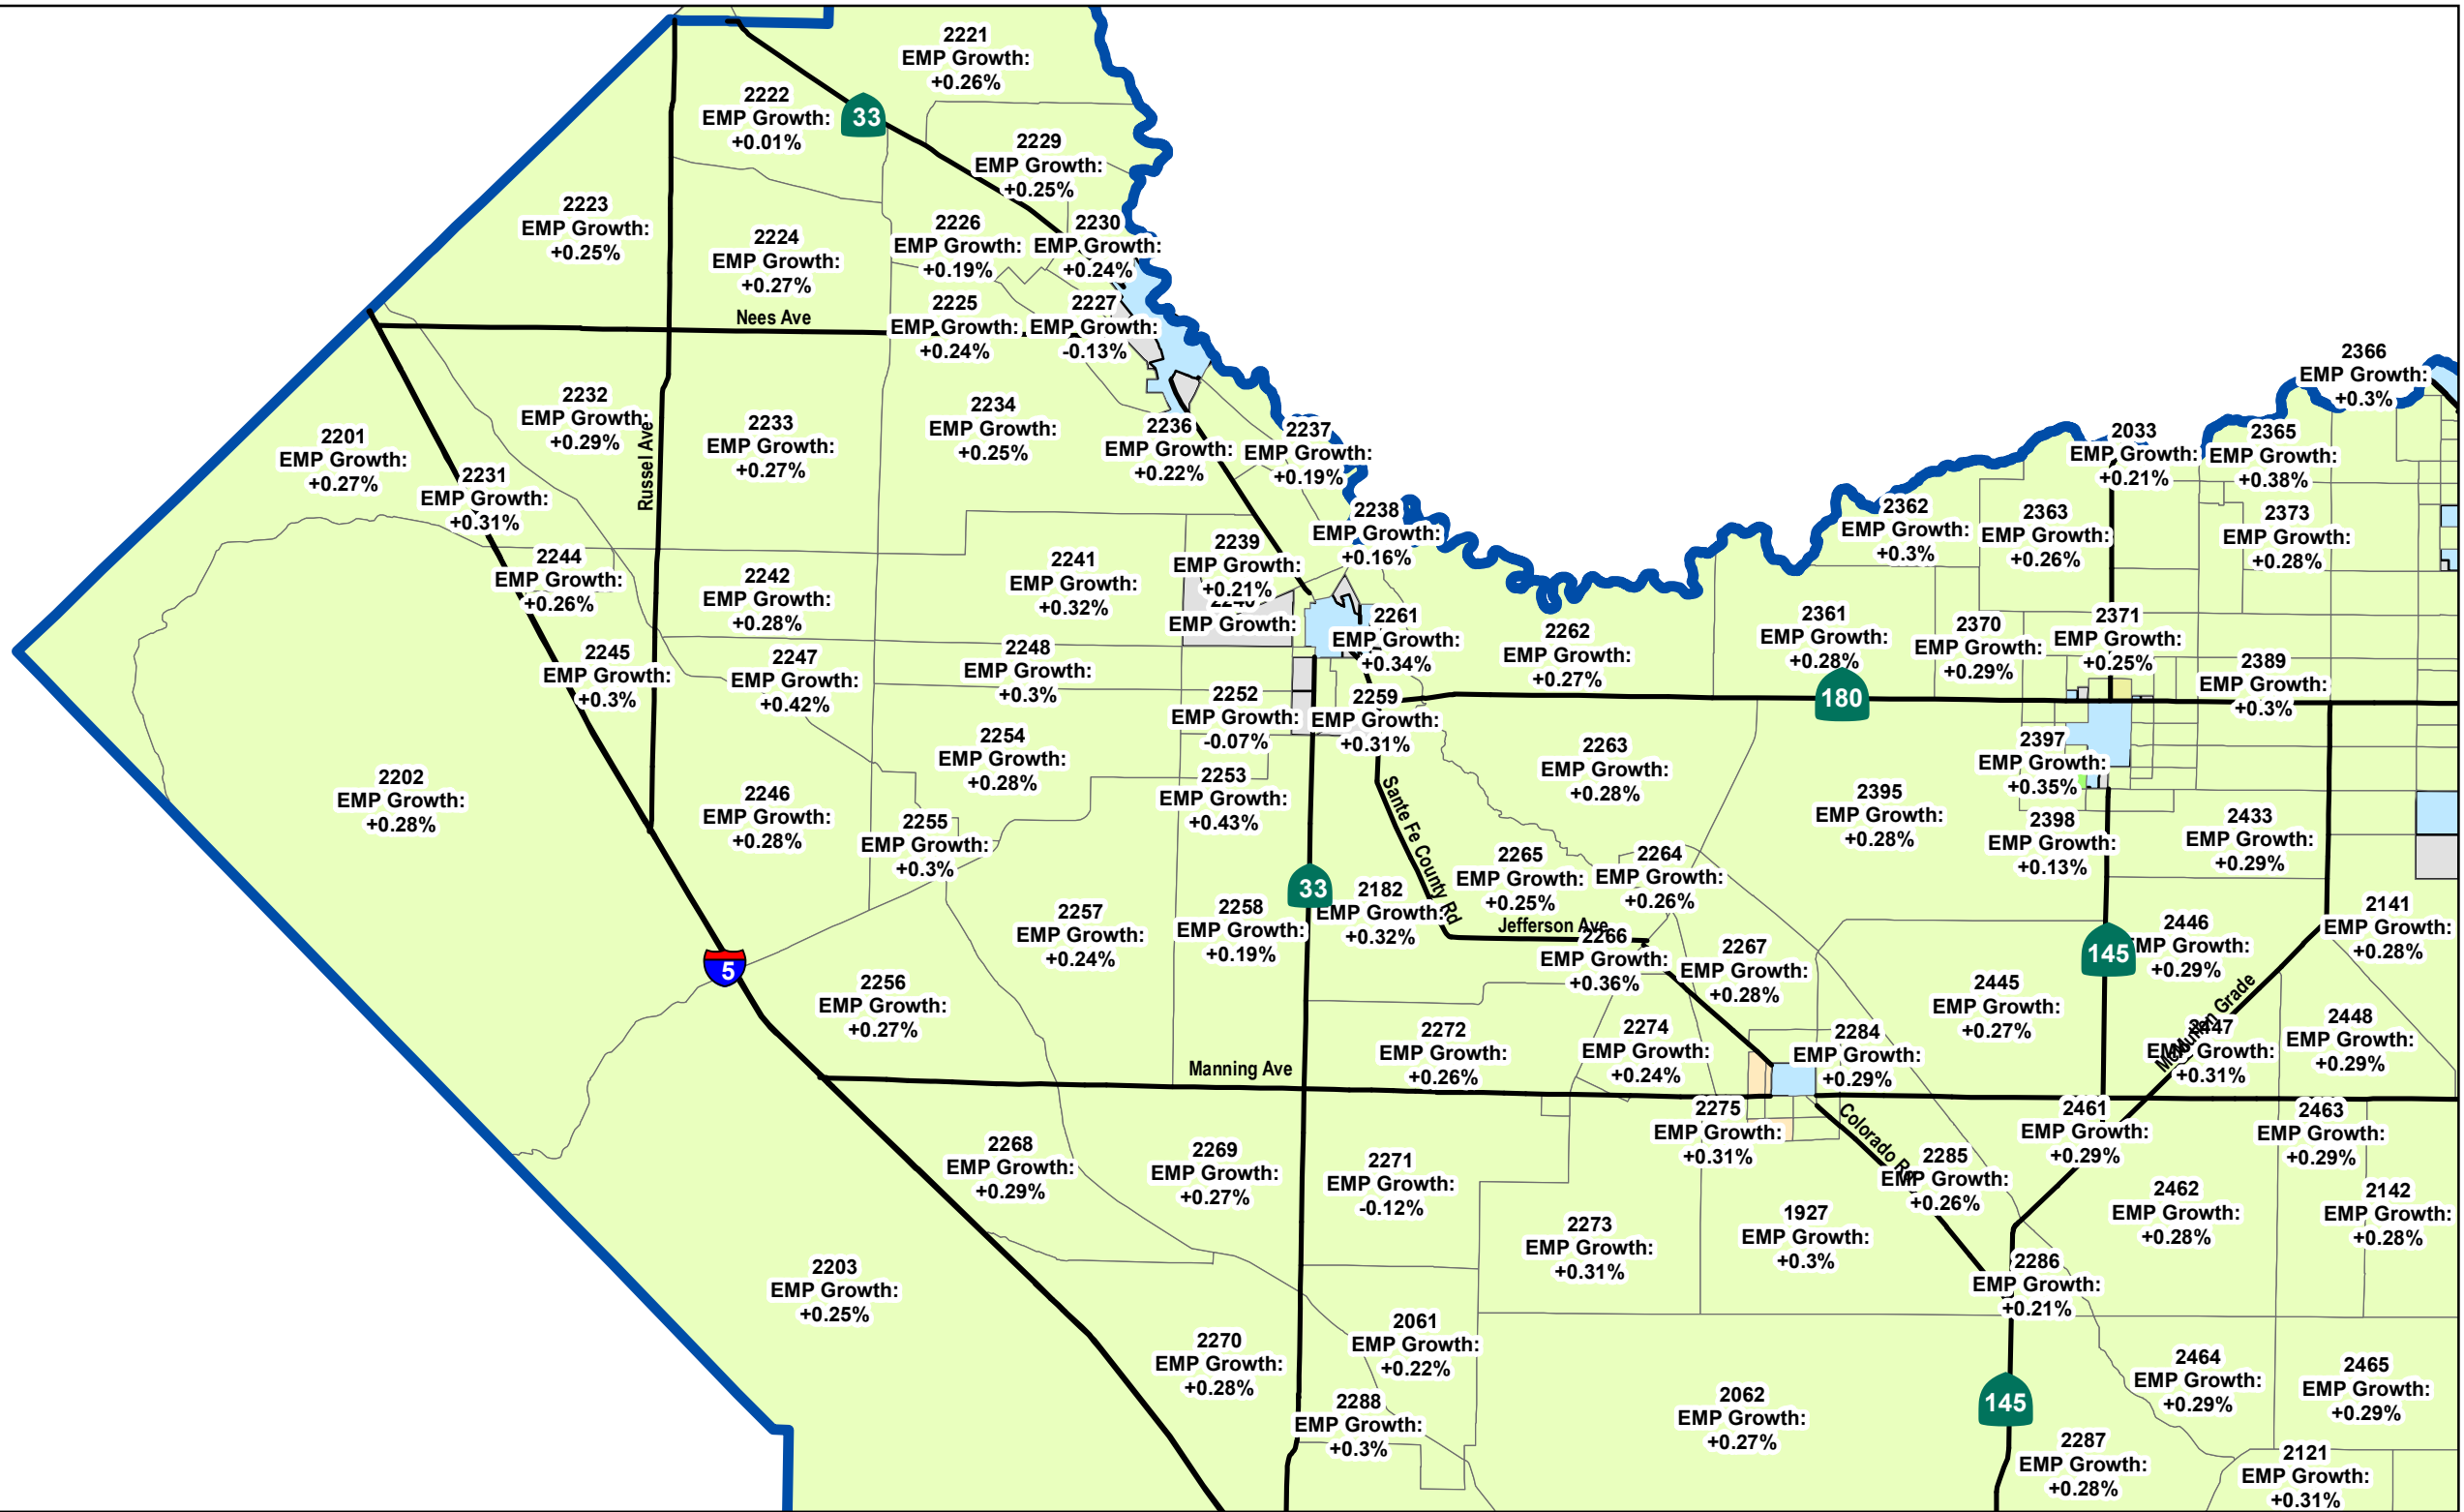 2221
EMP Growth:
+0.26%
2222
EMP Growth:
+0.01%
33
2229
EMP Growth:
+0.25%
2223
EMP Growth:
+0.25%
2224
EMP Growth:
+0.27%
2226
EMP Growth:
+0.19%
2230
EMP Growth:
+0.24%
Nees Ave
2225
EMP Growth:
+0.24%
2227
EMP Growth:
-0.13%
2366
EMP Growth:
+0.3%
2201
EMP Growth:
+0.27%
2232
EMP Growth:
+0.29%
Russel Ave
2233
EMP Growth:
+0.27%
2234
EMP Growth:
+0.25%
2236
EMP Growth:
+0.22%
2237
EMP Growth:
+0.19%
2033
EMP Growth:
+0.21%
2365
EMP Growth:
+0.38%
2231
EMP Growth:
+0.31%
2238
EMP Growth:
+0.16%
2362
EMP Growth:
+0.3%
2363
EMP Growth:
+0.26%
2373
EMP Growth:
+0.28%
2244
EMP Growth:
+0.26%
2242
EMP Growth:
+0.28%
2241
EMP Growth:
+0.32%
2239
EMP Growth:
+0.21%
EMP Growth:
2261
EMP Growth:
+0.34%
2262
EMP Growth:
+0.27%
2361
EMP Growth:
+0.28%
2370
EMP Growth:
+0.29%
2371
EMP Growth:
+0.25%
2389
EMP Growth:
+0.3%
2245
EMP Growth:
+0.3%
2247
EMP Growth:
+0.42%
2248
EMP Growth:
+0.3%
2252
EMP Growth:
-0.07%
2259
EMP Growth:
+0.31%
180
2202
EMP Growth:
+0.28%
2246
EMP Growth:
+0.28%
2254
EMP Growth:
+0.28%
2253
EMP Growth:
+0.43%
2263
EMP Growth:
+0.28%
2395
EMP Growth:
+0.28%
2397
EMP Growth:
+0.35%
2255
EMP Growth:
+0.3%
Sante Fe County Rd
2398
EMP Growth:
+0.13%
2433
EMP Growth:
+0.29%
2265
EMP Growth:
+0.25%
2264
EMP Growth:
+0.26%
33
2182
EMP Growth:
+0.32%
2257
EMP Growth:
+0.24%
2258
EMP Growth:
+0.19%
Jefferson Ave
2266
EMP Growth:
+0.36%
2267
EMP Growth:
+0.28%
145
2446
EMP Growth:
+0.29%
2141
EMP Growth:
+0.28%
5
2256
EMP Growth:
+0.27%
2445
EMP Growth:
+0.27%
2272
EMP Growth:
+0.26%
2274
EMP Growth:
+0.24%
2284
EMP Growth:
+0.29%
Grade
EMP Growth:
+0.31%
2448
EMP Growth:
+0.29%
Manning Ave
2275
EMP Growth:
+0.31%
Colorado
2461
EMP Growth:
+0.29%
2463
EMP Growth:
+0.29%
2268
EMP Growth:
+0.29%
2269
EMP Growth:
+0.27%
2271
EMP Growth:
-0.12%
2285
EMP Growth:
+0.26%
2462
EMP Growth:
+0.28%
2142
EMP Growth:
+0.28%
2273
EMP Growth:
+0.31%
1927
EMP Growth:
+0.3%
2203
EMP Growth:
+0.25%
2286
EMP Growth:
+0.21%
2270
EMP Growth:
+0.28%
2061
EMP Growth:
+0.22%
2464
EMP Growth:
+0.29%
2465
EMP Growth:
+0.29%
2288
EMP Growth:
+0.3%
2062
EMP Growth:
+0.27%
145
2287
EMP Growth:
+0.28%
2121
EMP Growth:
+0.31%